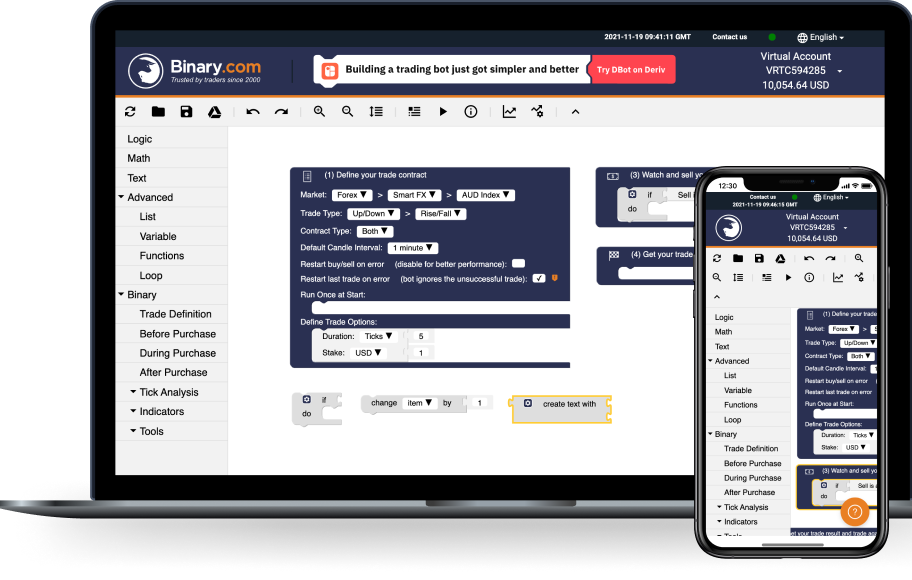 2021-11-19 09:41:11 GMT Contact us English
Binary.com
Trusted by traders since 2000
Building a trading bot just got simpler and better
Try DBot on Deriv
Virtual Account
VRTC594285
10,054.64 USD
Logic
Math
Text
Advanced
List
Variable
Functions
Loop
Binary
Trade Definition
Before Purchase
During Purchase
After Purchase
Tick Analysis
Indicators
Tools
(1) Define your trade contract
Market: Forex ▼ > Smart FX ▼ > AUD Index ▼
Trade Type: Up/Down ▼ > Rise/Fall ▼
Contract Type: Both ▼
Default Candle Interval: 1 minute ▼
Restart buy/sell on error (disable for better performance):
Restart last trade on error (bot ignores the unsuccessful trade): ✓
Run Once at Start:
Define Trade Options:
Duration: Ticks ▼ 5
Stake: USD ▼ 1
if
do
change item ▼ by 1
create text with
(3) Watch and sell yo
if Sell i
do
(4) Get your trade
12:30
Contact us English
2021-11-19 09:46:15 GMT
Virtual Account
VRTC594285
10,054.64 USD
Logic
Math
Text
Advanced
List
Variable
Functions
Loop
Binary
Trade Definition
Before Purchase
During Purchase
After Purchase
Tick Analysis
Indicators
Tools
(1) Define your trade
Market: Forex ▼ >
Trade Type: Up/Down ▼
Contract Type: Both ▼
Default Candle Interval: 1
Restart buy/sell on error
Restart last trade on error
Run Once at Start:
Define Trade Options:
Duration: Ticks ▼
Stake: USD ▼
(3) Watch and sell yo
if Sell is a
do
?
et your trade result and trade aga